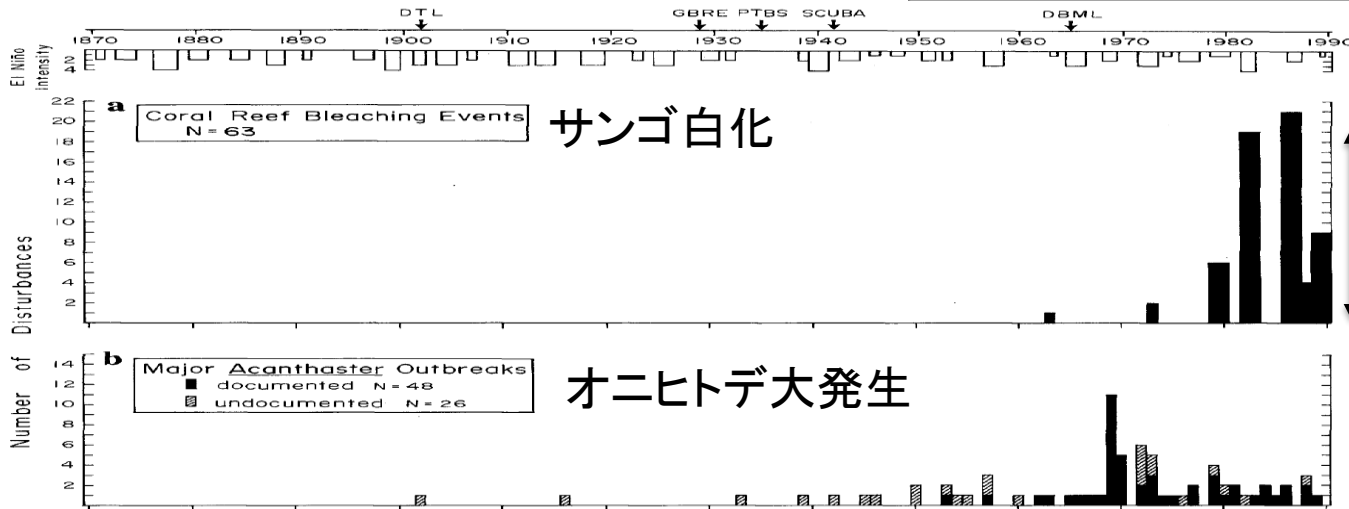 DTL GBRE PTBS SCUBA DBML
1870 1880 1890 1900 1910 1920 1930 1940 1950 1960 1970 1980 1990
El Niño Intensity
2
4
a Coral Reef Bleaching Events
N = 63
サンゴ白化
22
20
18
16
14
12
10
8
6
4
2
Number of Disturbances
b Major Acanthaster Outbreaks
documented N=48
undocumented N=26
オニヒトデ大発生
14
12
10
8
6
4
2